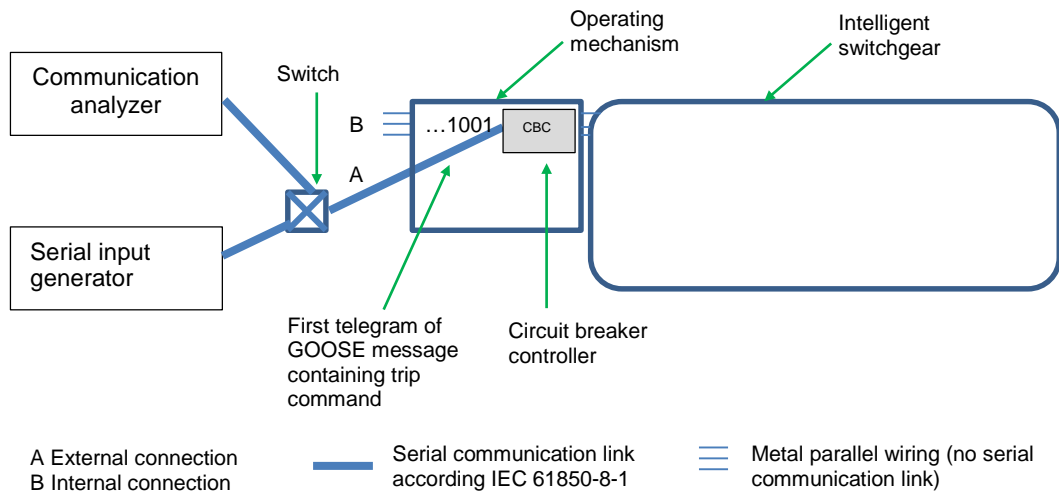 Operating
mechanism
Intelligent
switchgear
Communication
analyzer
Switch
B
…1001
CBC
A
Serial input
generator
First telegram of
GOOSE message
containing trip
command
Circuit breaker
controller
A External connection
B Internal connection
Serial communication link
according IEC 61850-8-1
Metal parallel wiring (no serial
communication link)